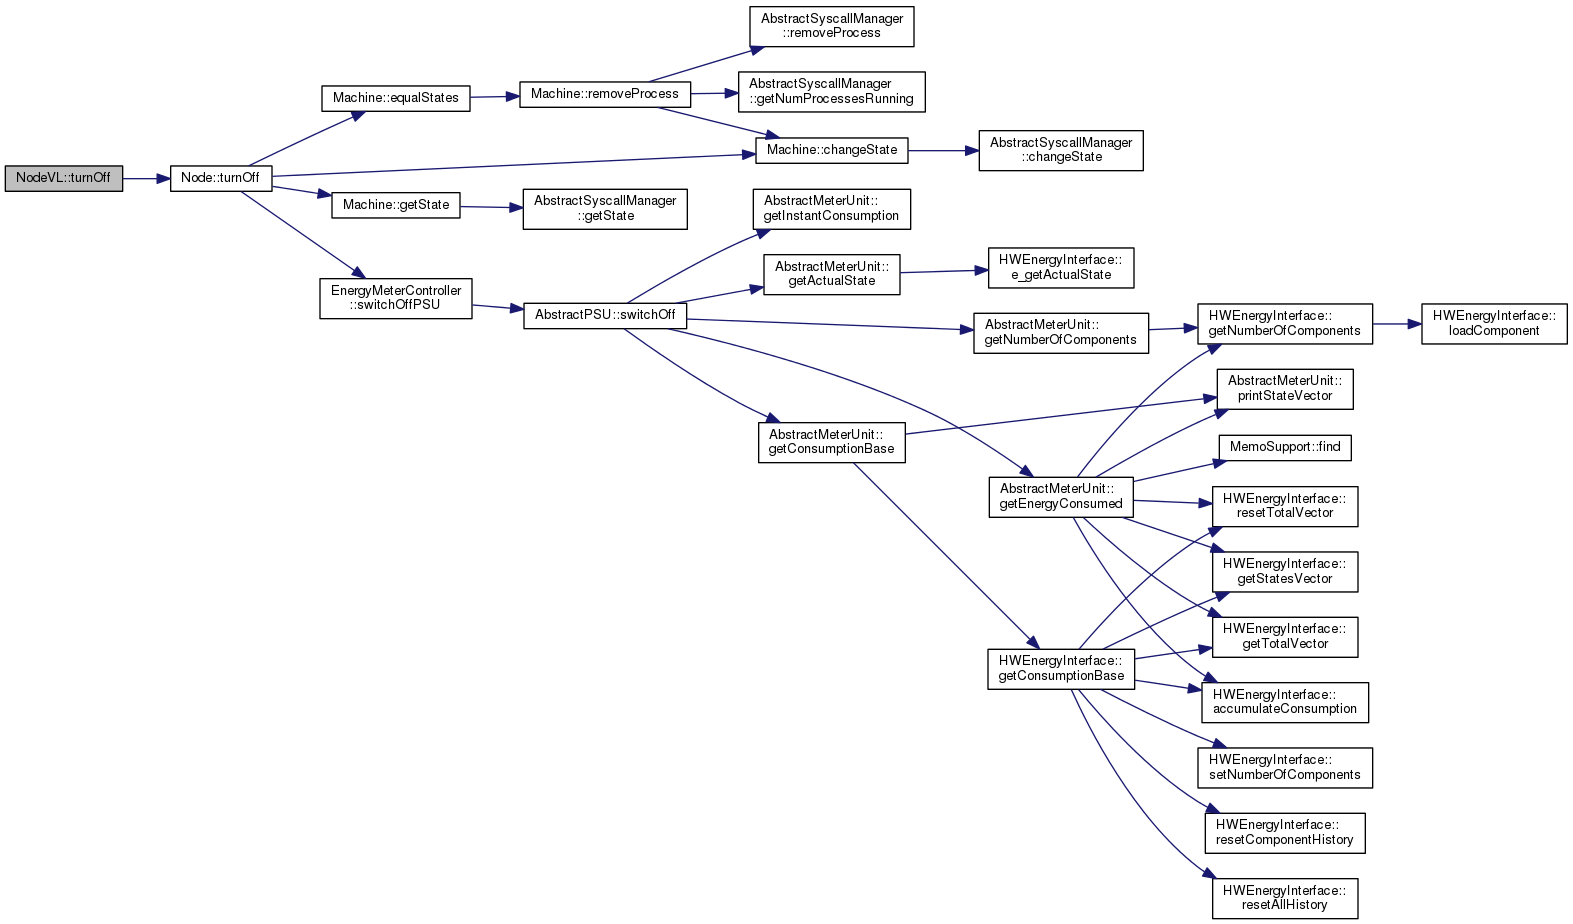 AbstractSyscallManager
::removeProcess
Machine::equalStates
Machine::removeProcess
AbstractSyscallManager
::getNumProcessesRunning
Machine::changeState
AbstractSyscallManager
::changeState
NodeVL::turnOff
Node::turnOff
Machine::getState
AbstractSyscallManager
::getState
AbstractMeterUnit::
getInstantConsumption
EnergyMeterController
::switchOffPSU
AbstractPSU::switchOff
AbstractMeterUnit::
getActualState
HWEnergyInterface::
e_getActualState
AbstractMeterUnit::
getNumberOfComponents
HWEnergyInterface::
getNumberOfComponents
HWEnergyInterface::
loadComponent
AbstractMeterUnit::
printStateVector
AbstractMeterUnit::
getConsumptionBase
MemoSupport::find
AbstractMeterUnit::
getEnergyConsumed
HWEnergyInterface::
resetTotalVector
HWEnergyInterface::
getStatesVector
HWEnergyInterface::
getTotalVector
HWEnergyInterface::
getConsumptionBase
HWEnergyInterface::
accumulateConsumption
HWEnergyInterface::
setNumberOfComponents
HWEnergyInterface::
resetComponentHistory
HWEnergyInterface::
resetAllHistory